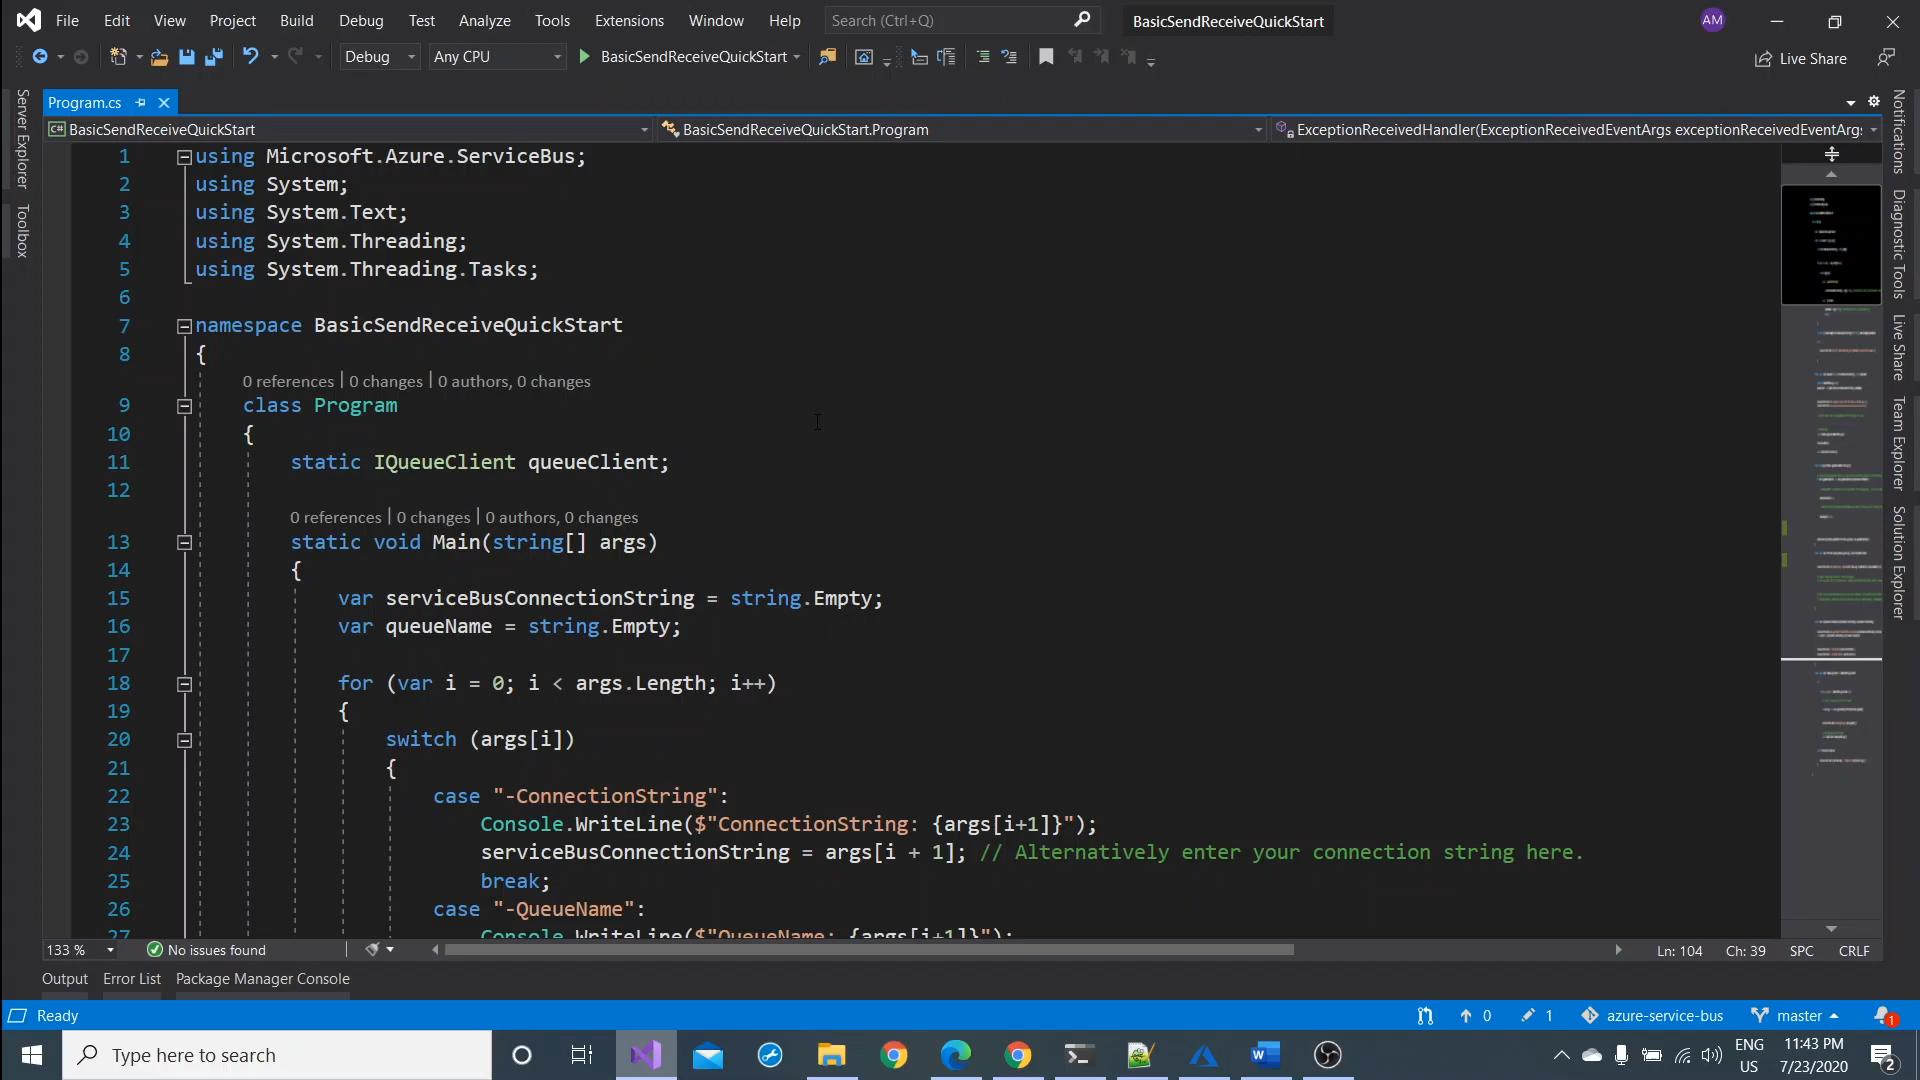 File Edit View Project Build Debug Test Analyze Tools Extensions Window Help Search (Ctrl+Q) BasicSendReceiveQuickStart AM
Debug Any CPU BasicSendReceiveQuickStart Live Share
Program.cs
BasicSendReceiveQuickStart BasicSendReceiveQuickStart.Program ExceptionReceivedHandler(ExceptionReceivedEventArgs exceptionReceivedEventArgs
Server Explorer
Toolbox
1 using Microsoft.Azure.ServiceBus;
2 using System;
3 using System.Text;
4 using System.Threading;
5 using System.Threading.Tasks;
6
7 namespace BasicSendReceiveQuickStart
8 {
0 references | 0 changes | 0 authors, 0 changes
9 class Program
10 {
11 static IQueueClient queueClient;
12
0 references | 0 changes | 0 authors, 0 changes
13 static void Main(string[] args)
14 {
15 var serviceBusConnectionString = string.Empty;
16 var queueName = string.Empty;
17
18 for (var i = 0; i < args.Length; i++)
19 {
20 switch (args[i])
21 {
22 case "-ConnectionString":
23 Console.WriteLine($"ConnectionString: {args[i+1]}");
24 serviceBusConnectionString = args[i + 1]; // Alternatively enter your connection string here.
25 break;
26 case "-QueueName":
27 Console.WriteLine($"QueueName: {args[i+1]}");
Notifications
Diagnostic Tools
Live Share
Team Explorer
Solution Explorer
133 % No issues found Ln: 104 Ch: 39 SPC CRLF
Output Error List Package Manager Console
Ready 0 1 azure-service-bus master 1
Type here to search ENG US 11:43 PM 7/23/2020 2